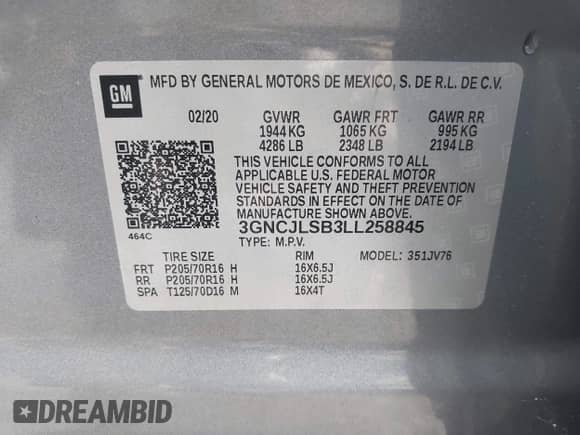 GM
MFD BY GENERAL MOTORS DE MEXICO, S. DE R.L. DE C.V.
02/20 GVWR GAWR FRT GAWR RR
1944 KG 1065 KG 995 KG
4286 LB 2348 LB 2194 LB
THIS VEHICLE CONFORMS TO ALL
APPLICABLE U.S. FEDERAL MOTOR
VEHICLE SAFETY AND THEFT PREVENTION
STANDARDS IN EFFECT ON THE DATE OF
MANUFACTURE SHOWN ABOVE.
464C 3GNCJLSB3LL258845
TYPE: M.P.V. MODEL: 351JV76
TIRE SIZE RIM
FRT P205/70R16 H 16X6.5J
RR P205/70R16 H 16X6.5J
SPA T125/70D16 M 16X4T
DREAMBID